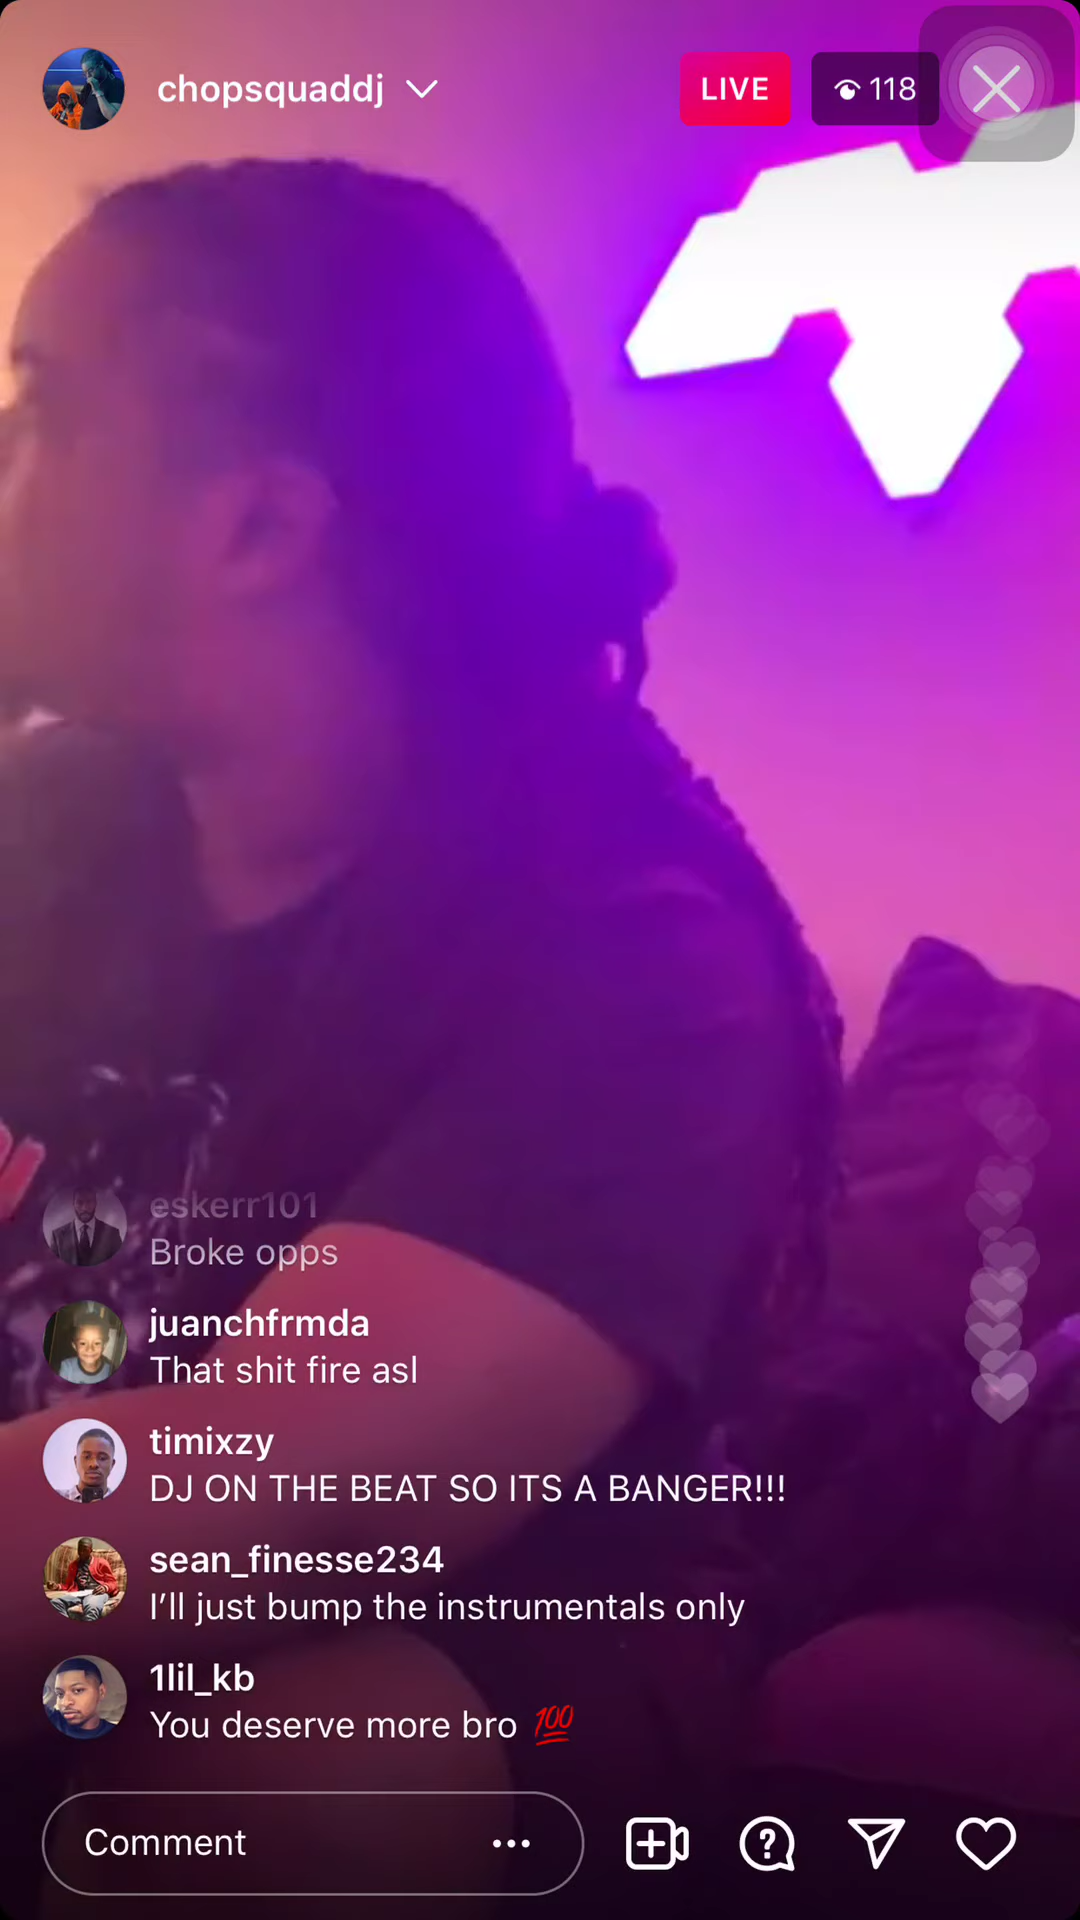 chopsquaddj
LIVE
118
eskerr101
Broke opps
juanchfrmda
That shit fire asl
timixzy
DJ ON THE BEAT SO ITS A BANGER!!!
sean_finesse234
I’ll just bump the instrumentals only
1lil_kb
You deserve more bro 💯
Comment